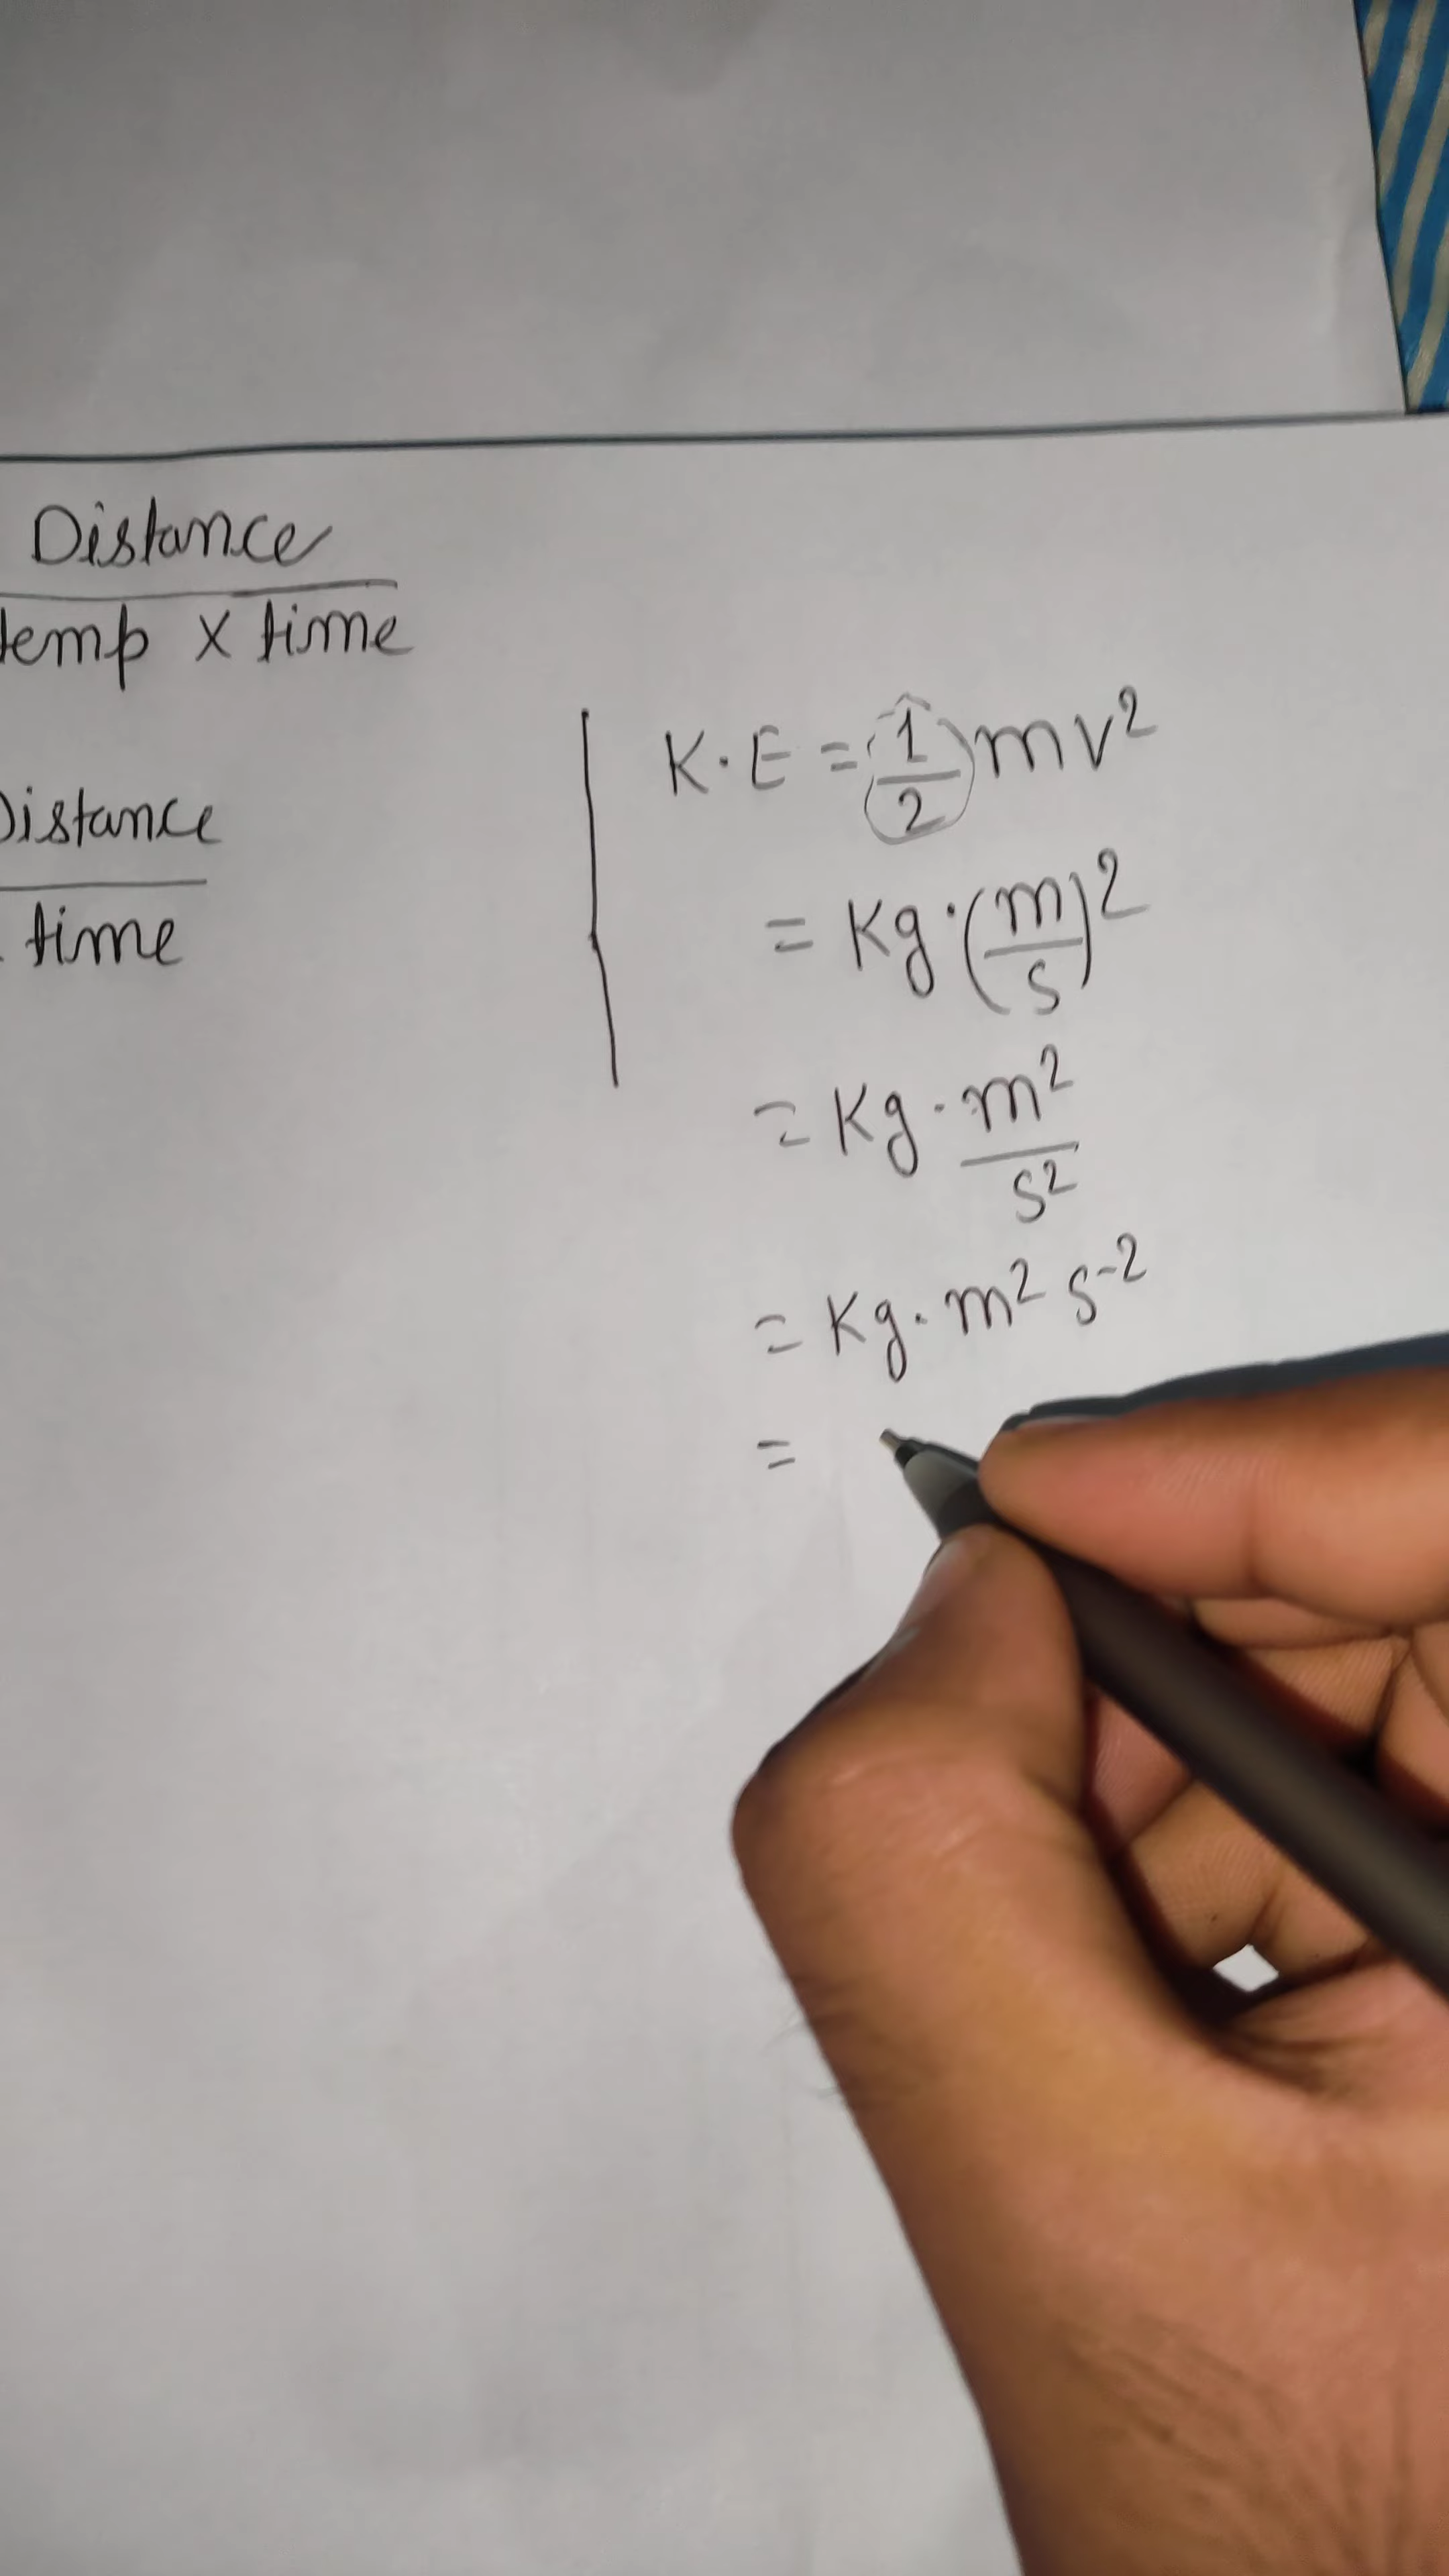 Distance
temp x time
Distance
. time
K.E = 1/2 mv²
= Kg·(m/s)²
= Kg·m²/s²
= Kg. m² s⁻²
=